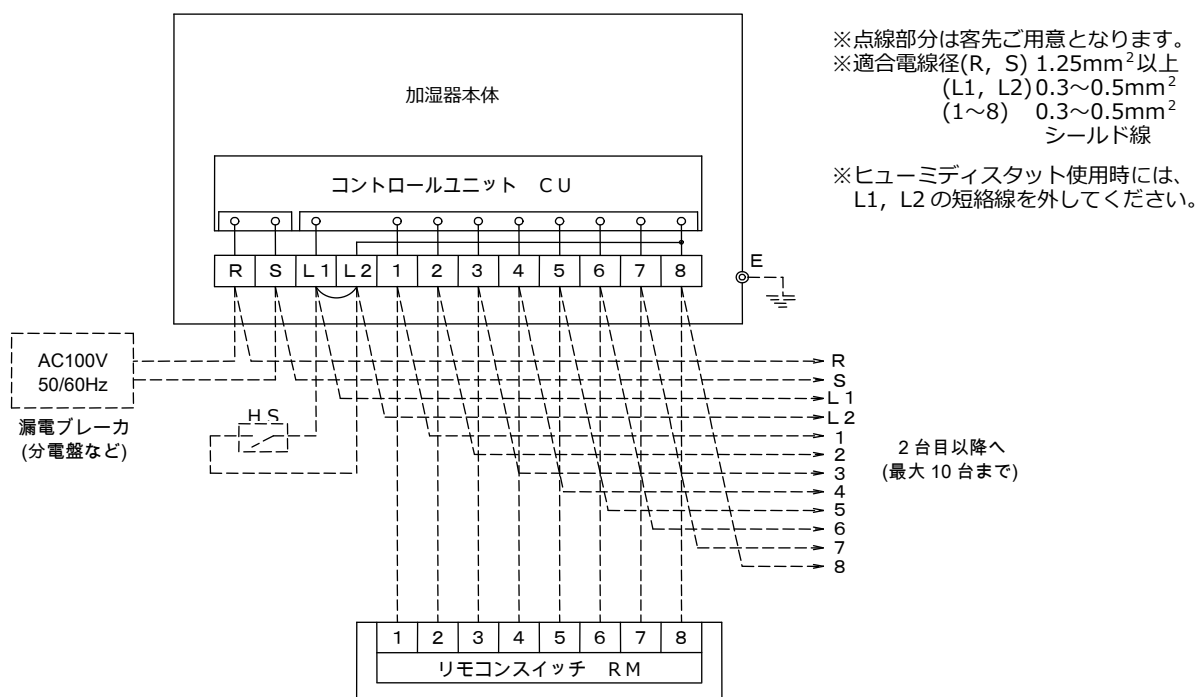 ※点線部分は客先ご用意となります。
※適合電線径(R, S) 1.25mm²以上
(L1, L2) 0.3～0.5mm²
(1～8) 0.3～0.5mm²
シールド線
※ヒューミディスタット使用時には、
L1, L2 の短絡線を外してください。
加湿器本体
コントロールユニット CU
R S L1 L2 1 2 3 4 5 6 7 8
E
AC100V
50/60Hz
漏電ブレーカ
(分電盤など)
H S
R
S
L1
L2
1
2
3
4
5
6
7
8
2台目以降へ
(最大 10 台まで)
1 2 3 4 5 6 7 8
リモコンスイッチ RM